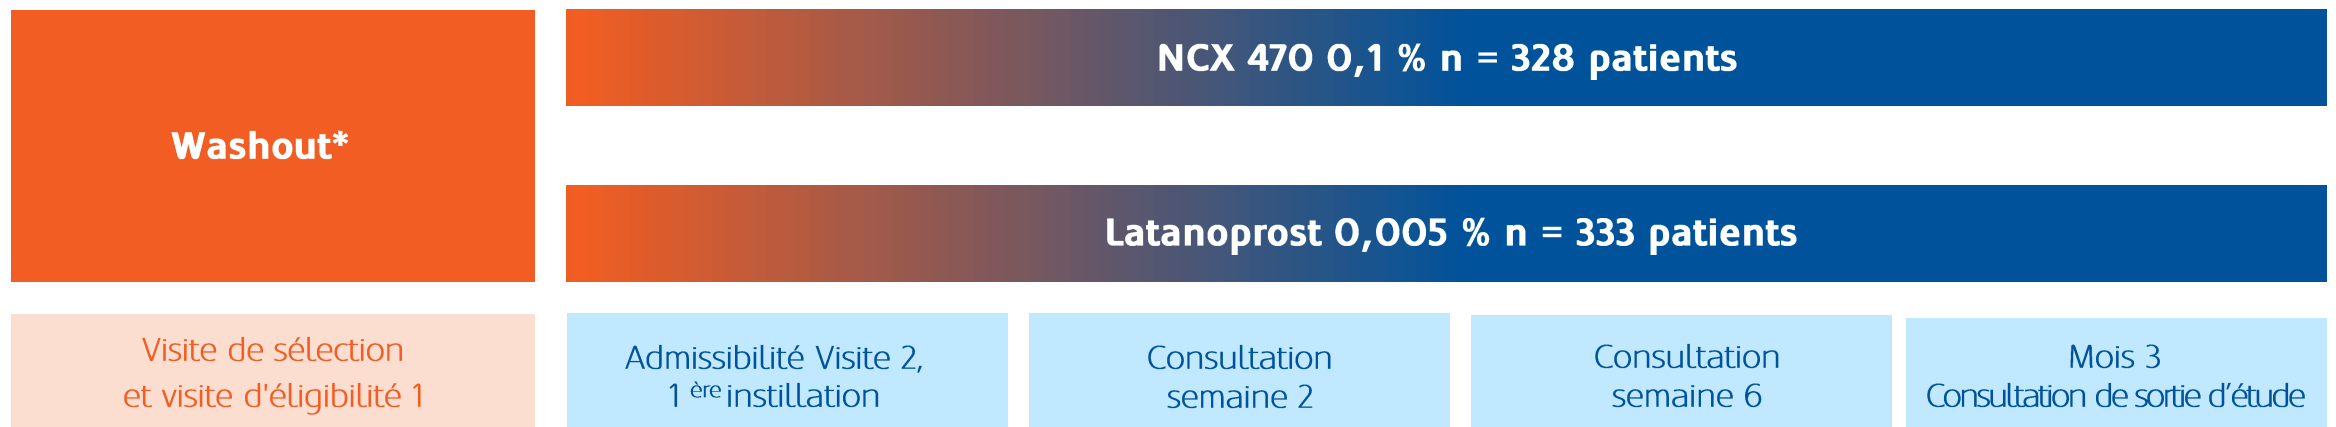 Washout*
NCX 470 0,1 % n = 328 patients
Latanoprost 0,005 % n = 333 patients
Visite de sélection
et visite d'éligibilité 1
Admissibilité Visite 2,
1 ère instillation
Consultation
semaine 2
Consultation
semaine 6
Mois 3
Consultation de sortie d’étude